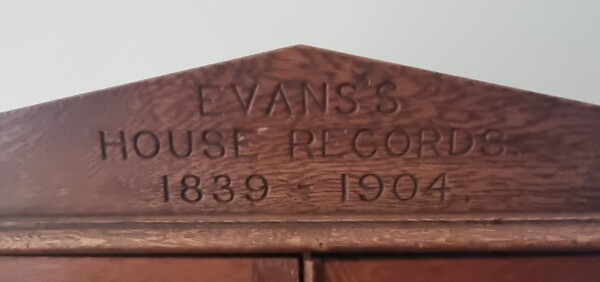 EVANS'S
HOUSE RECORDS.
1839 - 1904.